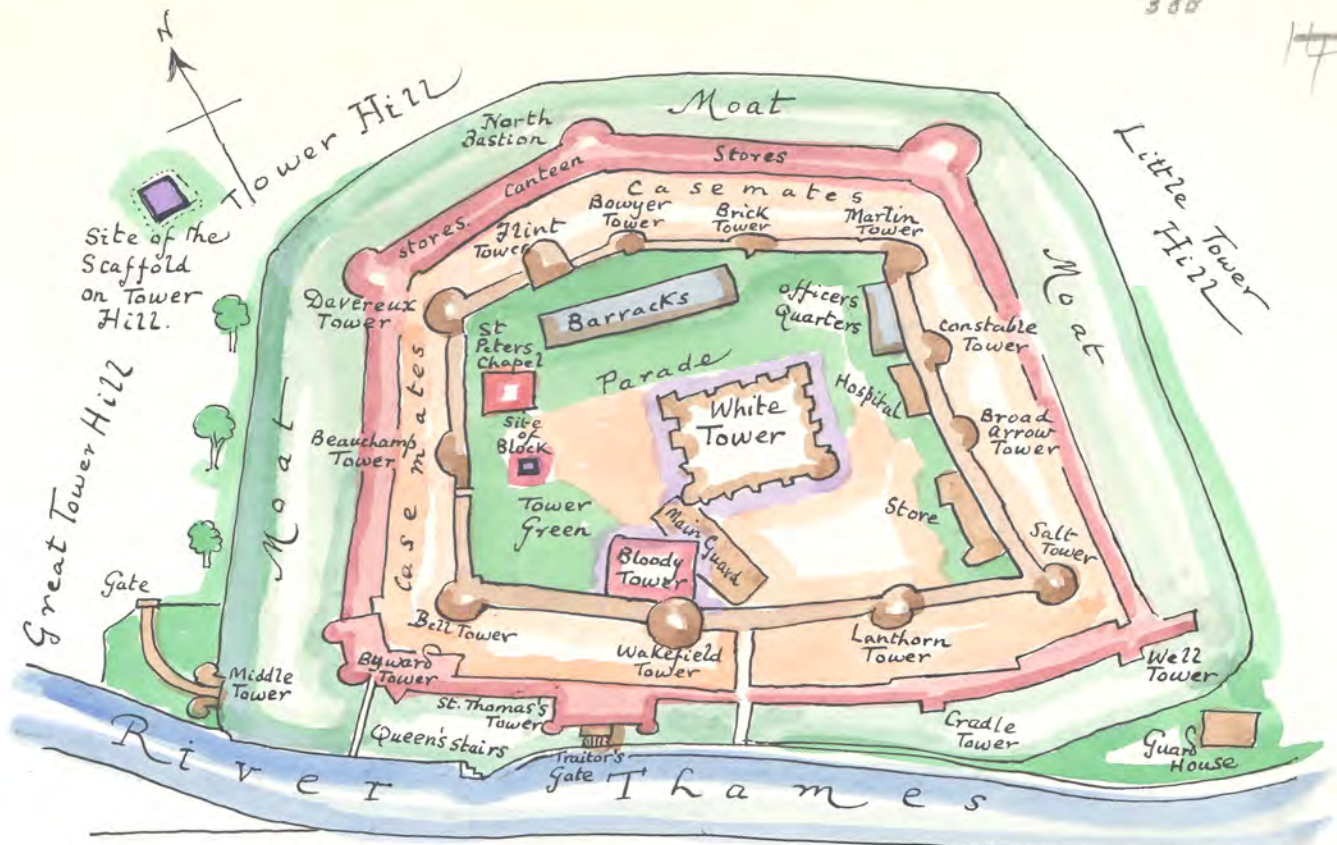 388
14
N
Tower Hill
Moat
Little Tower
Hill
North
Bastion
Stores
Canteen
stores.
Casemates
Site of the
Scaffold
on Tower
Hill.
Flint
Tower
Bowyer
Tower
Brick
Tower
Martin
Tower
Devereux
Tower
Barracks
officers
Quarters
Moat
St
Peters
Chapel
Constable
Tower
Parade
Hospital
White
Tower
Great Tower Hill
Moat
Casemates
Beauchamp
Tower
Site
of
Block
Broad
Arrow
Tower
Tower
Green
Store
Main Guard
Bloody
Tower
Salt
Tower
Gate
Bell Tower
Wakefield
Tower
Lanthorn
Tower
Middle
Tower
Byward
Tower
Well
Tower
St. Thomas's
Tower
Cradle
Tower
Queen's Stairs
Traitor's
Gate
Guard
House
River Thames